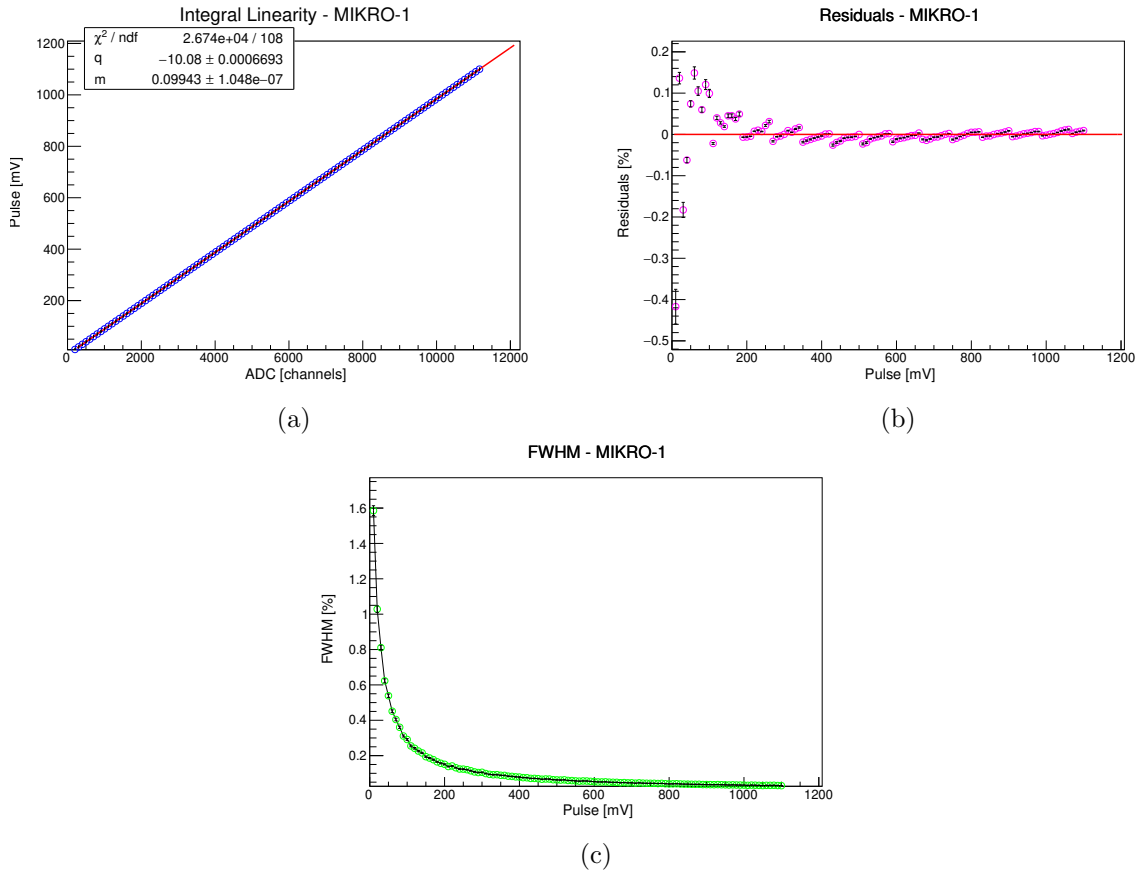 Integral Linearity - MIKRO-1
χ² / ndf 2.674e+04 / 108
q −10.08 ± 0.0006693
m 0.09943 ± 1.048e−07
Pulse [mV]
1200
1000
800
600
400
200
0 2000 4000 6000 8000 10000 12000
ADC [channels]
(a)
Residuals - MIKRO-1
Residuals [%]
0.2
0.1
0
−0.1
−0.2
−0.3
−0.4
−0.5
0 200 400 600 800 1000 1200
Pulse [mV]
(b)
FWHM - MIKRO-1
FWHM [%]
1.6
1.4
1.2
1
0.8
0.6
0.4
0.2
0 200 400 600 800 1000 1200
Pulse [mV]
(c)